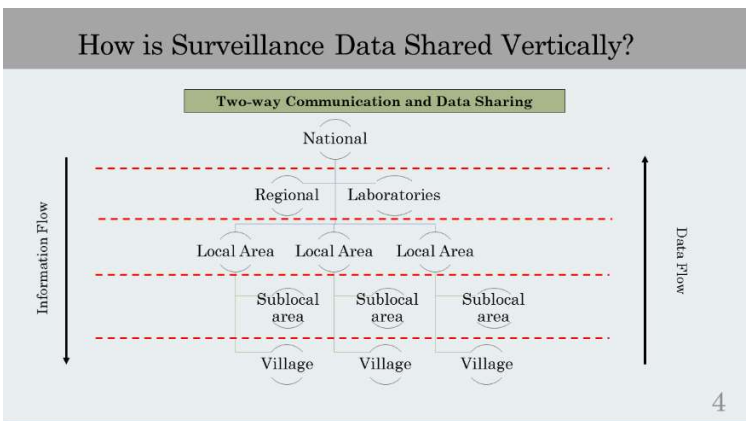 How is Surveillance Data Shared Vertically?
Two-way Communication and Data Sharing
National
Regional
Laboratories
Local Area
Local Area
Local Area
Sublocal
area
Sublocal
area
Sublocal
area
Village
Village
Village
Information Flow
Data Flow
4